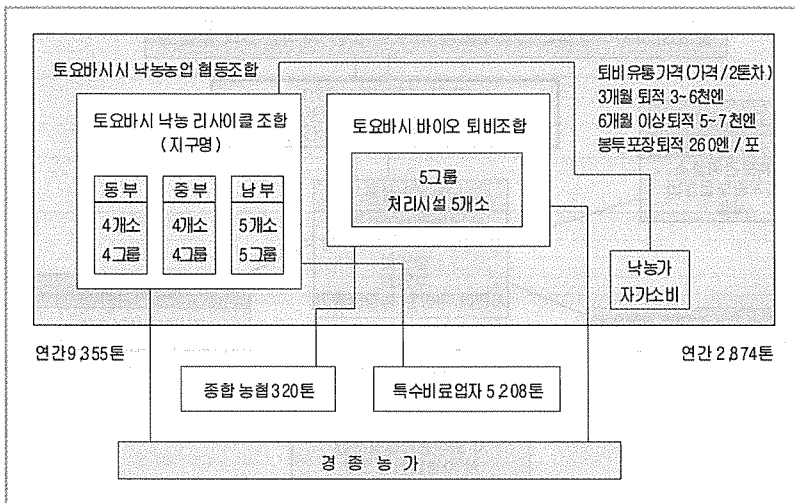 토요바시시 낙농농업 협동조합
토요바시 낙농 리사이클 조합
(지구명)
동부 중부 남부
4개소 4개소 5개소
4그룹 4그룹 5그룹
토요바시 바이오 퇴비조합
5그룹
처리시설 5개소
퇴비 유통가격(가격/2톤차)
3개월 퇴적 3~6천엔
6개월 이상 퇴적 5~7천엔
봉투포장퇴적 260엔/포
낙농가
자가소비
연간 9,355톤
연간 2,874톤
종합 농협 320톤
특수비료업자 5,208톤
경종농가